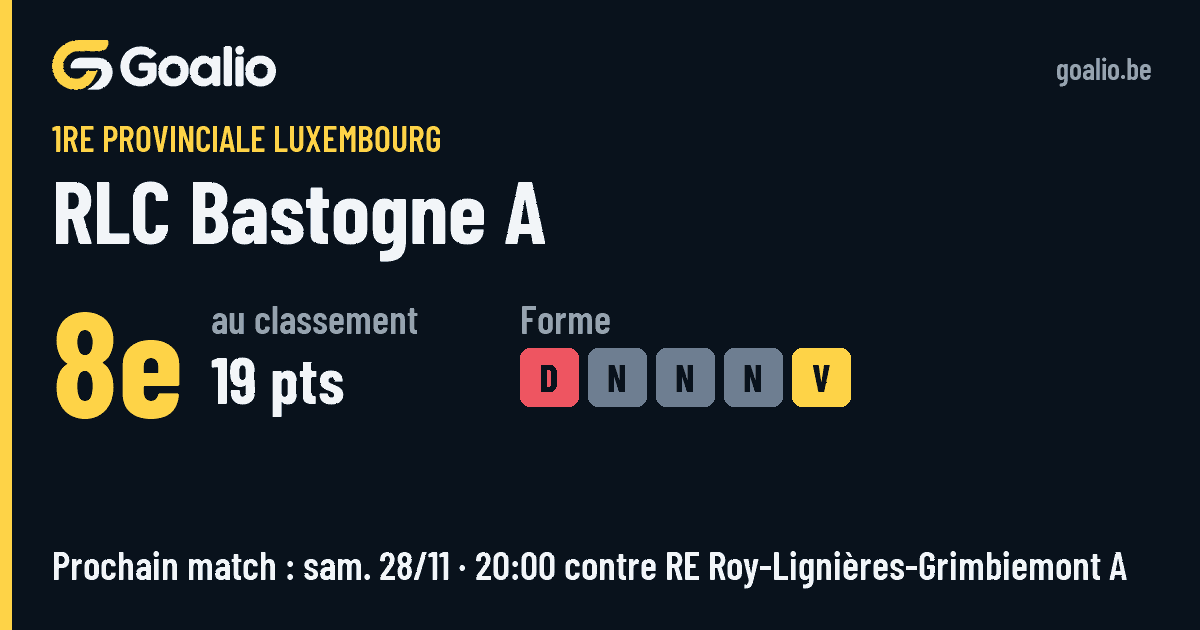 Goalio
goalio.be
1RE PROVINCIALE LUXEMBOURG
RLC Bastogne A
8e
au classement
19 pts
Forme
D N N N V
Prochain match : sam. 28/11 · 20:00 contre RE Roy-Lignières-Grimbiemont A